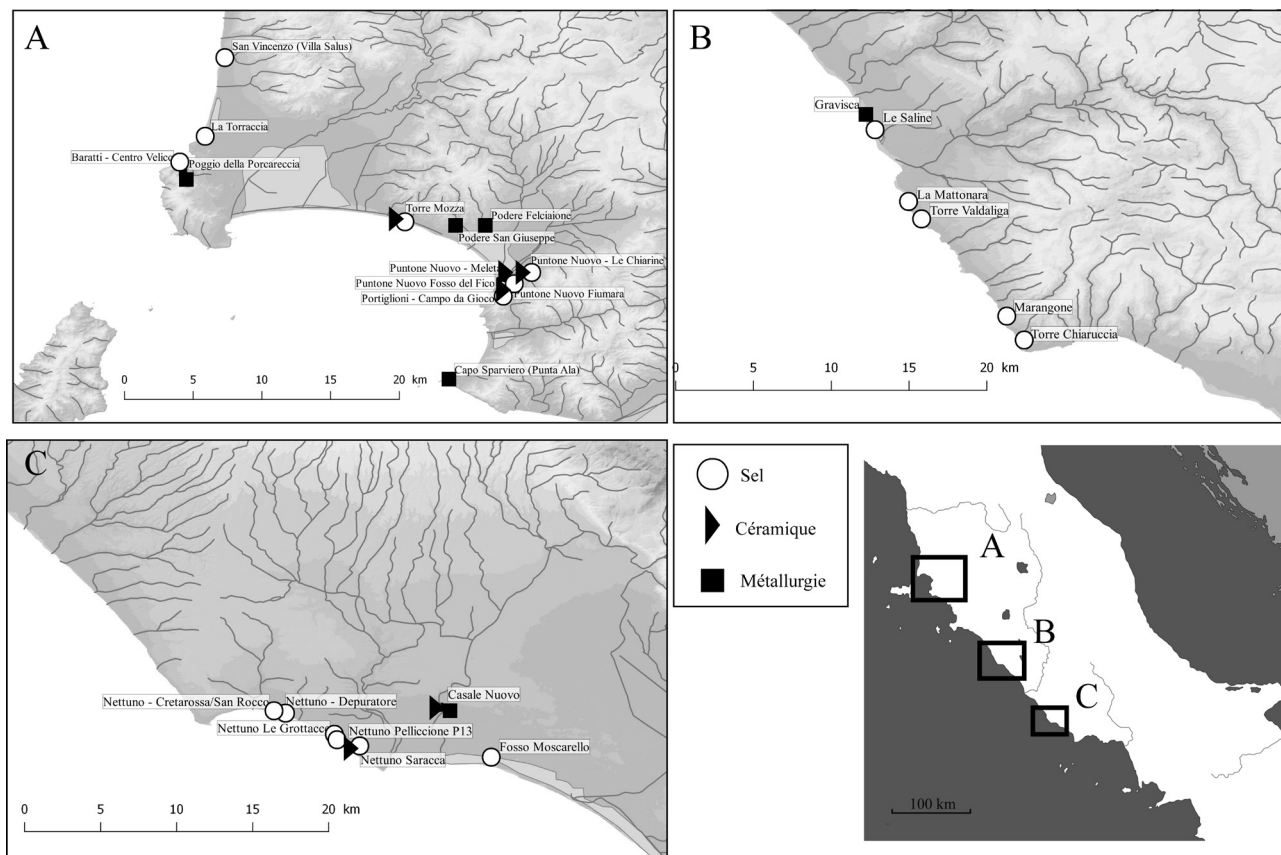 A
San Vincenzo (Villa Salus)
La Torraccia
Baratti - Centro Velico
Poggio della Porcareccia
Torre Mozza
Podere Felciaione
Podere San Giuseppe
Puntone Nuovo - Le Chiarine
Puntone Nuovo - Meleta
Puntone Nuovo Fosso del Fico
Puntone Nuovo Fiumara
Portiglioni - Campo da Gioco
Capo Sparviero (Punta Ala)
0 5 10 20 km
B
Gravisca
Le Saline
La Mattonara
Torre Valdaliga
Marangone
Torre Chiaruccia
0 5 10 20 km
C
Nettuno - Cretarossa/San Rocco
Nettuno - Depuratore
Casale Nuovo
Nettuno Le Grottace
Nettuno Pelliccione P13
Nettuno Saracca
Fosso Moscarello
0 5 10 20 km
Sel
Céramique
Métallurgie
A
B
C
100 km